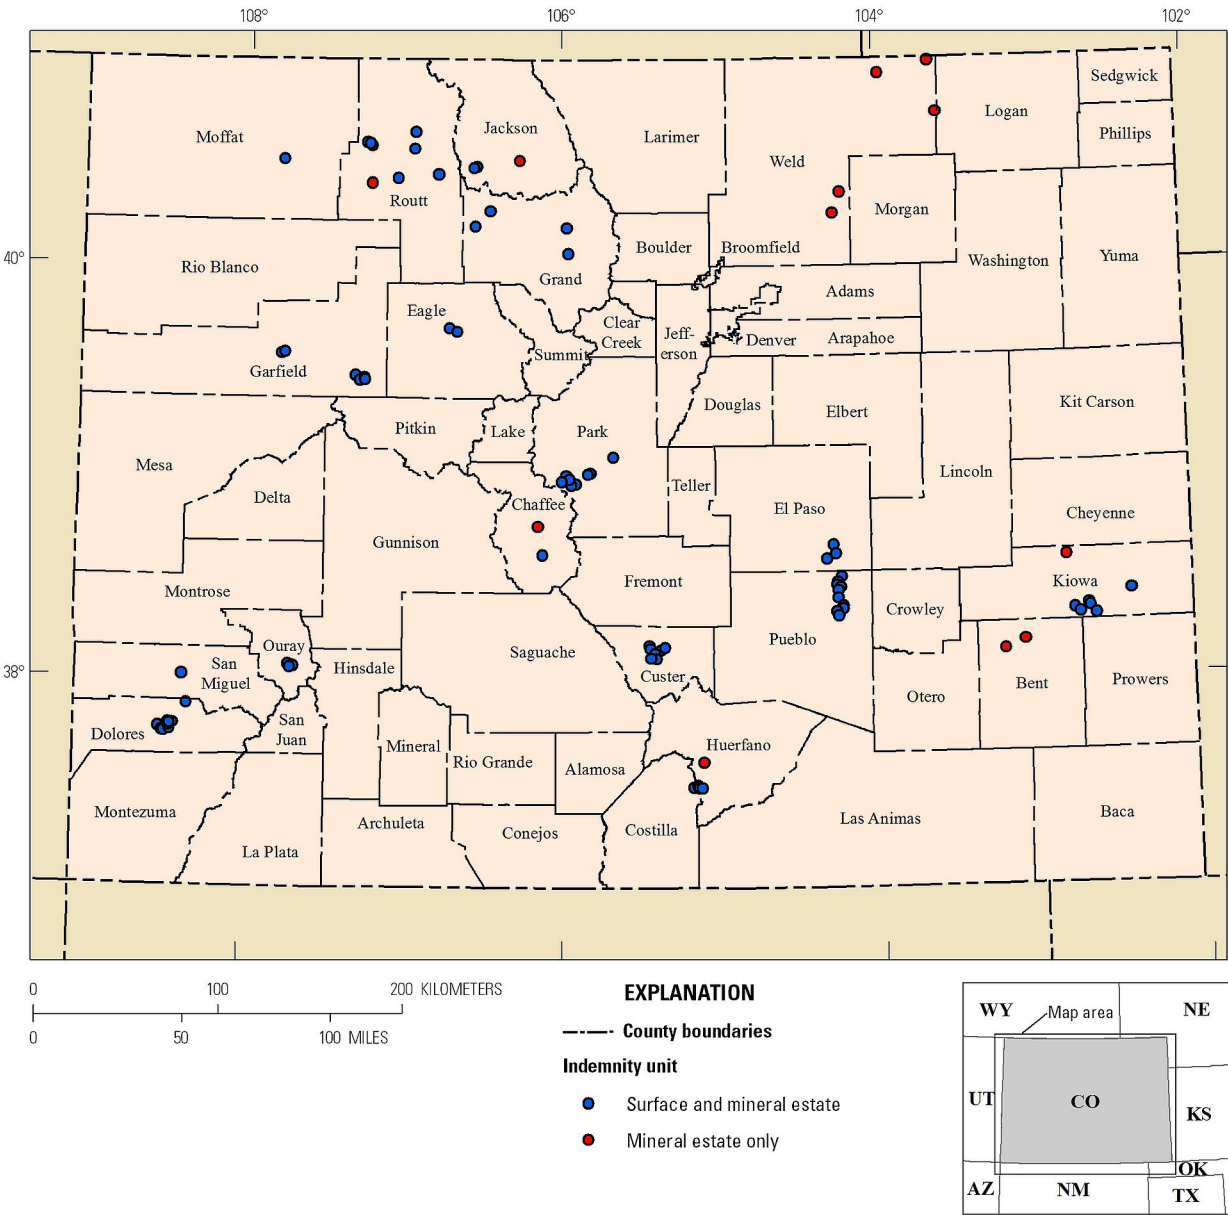 108°
106°
104°
102°
Sedgwick
Moffat
Jackson
Larimer
Logan
Phillips
Weld
Routt
Morgan
40°
Rio Blanco
Boulder
Broomfield
Washington
Yuma
Grand
Adams
Eagle
Clear
Creek
Jeff-
erson
Denver
Arapahoe
Summit
Garfield
Pitkin
Lake
Park
Douglas
Elbert
Kit Carson
Mesa
Delta
Teller
Lincoln
Chaffee
El Paso
Cheyenne
Gunnison
Montrose
Fremont
Kiowa
Crowley
Ouray
Pueblo
38°
San
Miguel
Hinsdale
Saguache
Custer
Otero
Bent
Prowers
Dolores
San
Juan
Mineral
Rio Grande
Alamosa
Huerfano
Montezuma
La Plata
Archuleta
Conejos
Costilla
Las Animas
Baca
0 100 200 KILOMETERS
0 50 100 MILES
EXPLANATION
County boundaries
Indemnity unit
Surface and mineral estate
Mineral estate only
WY
Map area
NE
UT
CO
KS
OK
AZ
NM
TX